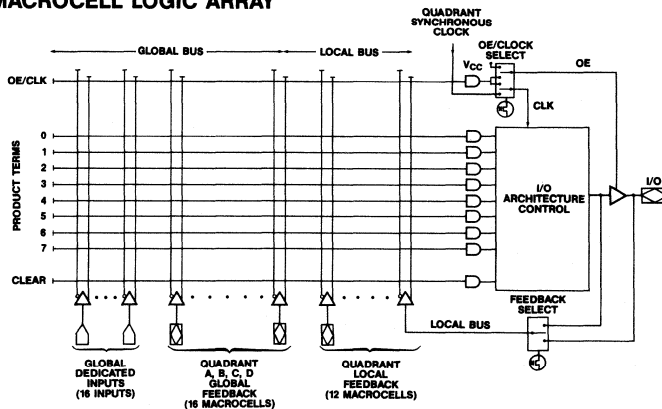 MACROCELL LOGIC ARRAY
QUADRANT
SYNCHRONOUS
CLOCK
GLOBAL BUS
LOCAL BUS
OE/CLOCK
SELECT
OE
VCC
OE/CLK
CLK
PRODUCT TERMS
0
1
2
3
4
5
6
7
I/O
ARCHITECTURE
CONTROL
I/O
CLEAR
FEEDBACK
SELECT
LOCAL BUS
GLOBAL
DEDICATED
INPUTS
(16 INPUTS)
QUADRANT
A, B, C, D
GLOBAL
FEEDBACK
(16 MACROCELLS)
QUADRANT
LOCAL
FEEDBACK
(12 MACROCELLS)